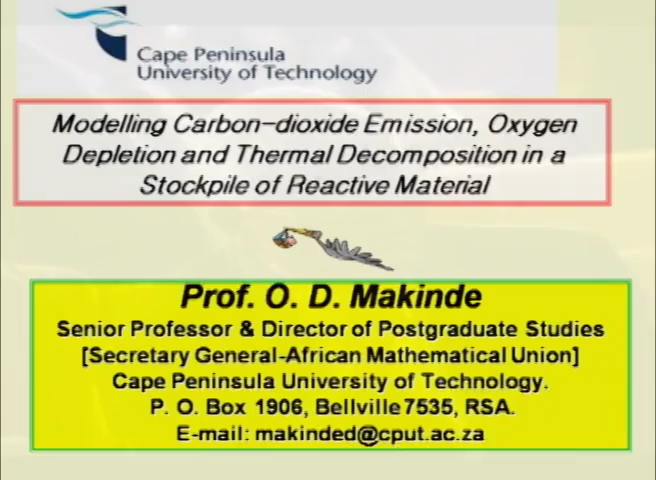 Cape Peninsula
University of Technology
Modelling Carbon-dioxide Emission, Oxygen
Depletion and Thermal Decomposition in a
Stockpile of Reactive Material
Prof. O. D. Makinde
Senior Professor & Director of Postgraduate Studies
[Secretary General-African Mathematical Union]
Cape Peninsula University of Technology.
P. O. Box 1906, Bellville 7535, RSA.
E-mail: makinded@cput.ac.za